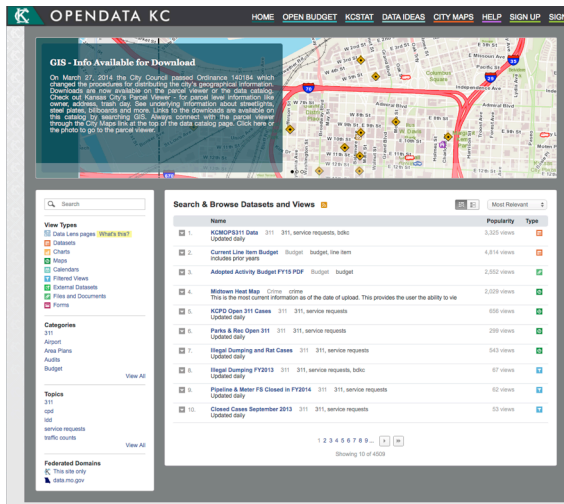 OPENDATA KC
HOME OPEN BUDGET KCSTAT DATA IDEAS CITY MAPS HELP SIGN UP SIGN
GIS - Info Available for Download
On March 27, 2014 the City Council passed Ordinance 140184 which
changed the procedures for distributing the city's geographical information.
Downloads are now available on the parcel viewer or the data catalog.
Check out Kansas City's Parcel Viewer - for parcel level information like
owner, address, trash day. See underlying information about streetlights,
steel plates, billboards and more. Links to the downloads are available on
this catalog by searching GIS. Always connect with the parcel viewer
through the City Maps link at the top of the data catalog page. Click here or
the photo to go to the parcel viewer.
Search
View Types
Data Lens pages What's this?
Datasets
Charts
Maps
Calendars
Filtered Views
External Datasets
Files and Documents
Forms
Categories
311
Airport
Area Plans
Audits
Budget
View All
Topics
311
cpd
service requests
traffic counts
View All
Federated Domains
This site only
data.mo.gov
Search & Browse Datasets and Views
Most Relevant
Name Popularity Type
1. KCMOPS311 Data 311 311, service requests, bdkc 3,325 views
Updated daily
2. Current Line Item Budget Budget budget, line item 4,814 views
includes prior years
3. Adopted Activity Budget FY15 PDF Budget budget 2,552 views
4. Midtown Heat Map Crime crime 2,029 views
This is the most current information as of the date of upload. This provides the user the ability to vie
5. KCPD Open 311 Cases 311 311, service requests 656 views
Updated daily
6. Parks & Rec Open 311 311 311, service requests 299 views
Updated daily
7. Illegal Dumping and Rat Cases 311 311, service requests 543 views
Updated daily
8. Illegal Dumping FY2013 311 311, service requests, bdkc 67 views
Updated daily
9. Pipeline & Meter FS Closed in FY2014 311 311, service requests 62 views
Updated daily
10. Closed Cases September 2013 311 311, service requests 53 views
Updated daily
1 2 3 4 5 6 7 8 9... › »
Showing 10 of 4509